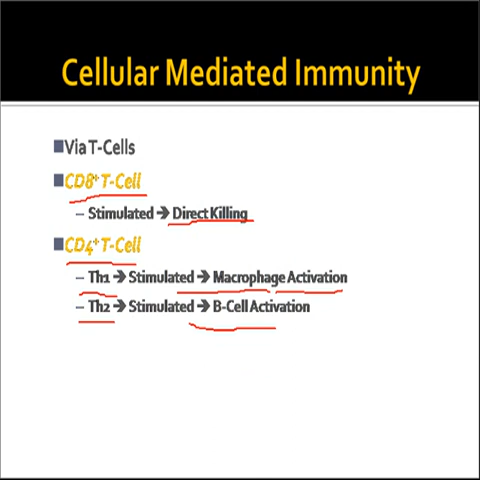 Cellular Mediated Immunity
Via T-Cells
CD8+ T-Cell
– Stimulated → Direct Killing
CD4+ T-Cell
– Th1 → Stimulated → Macrophage Activation
– Th2 → Stimulated → B-Cell Activation